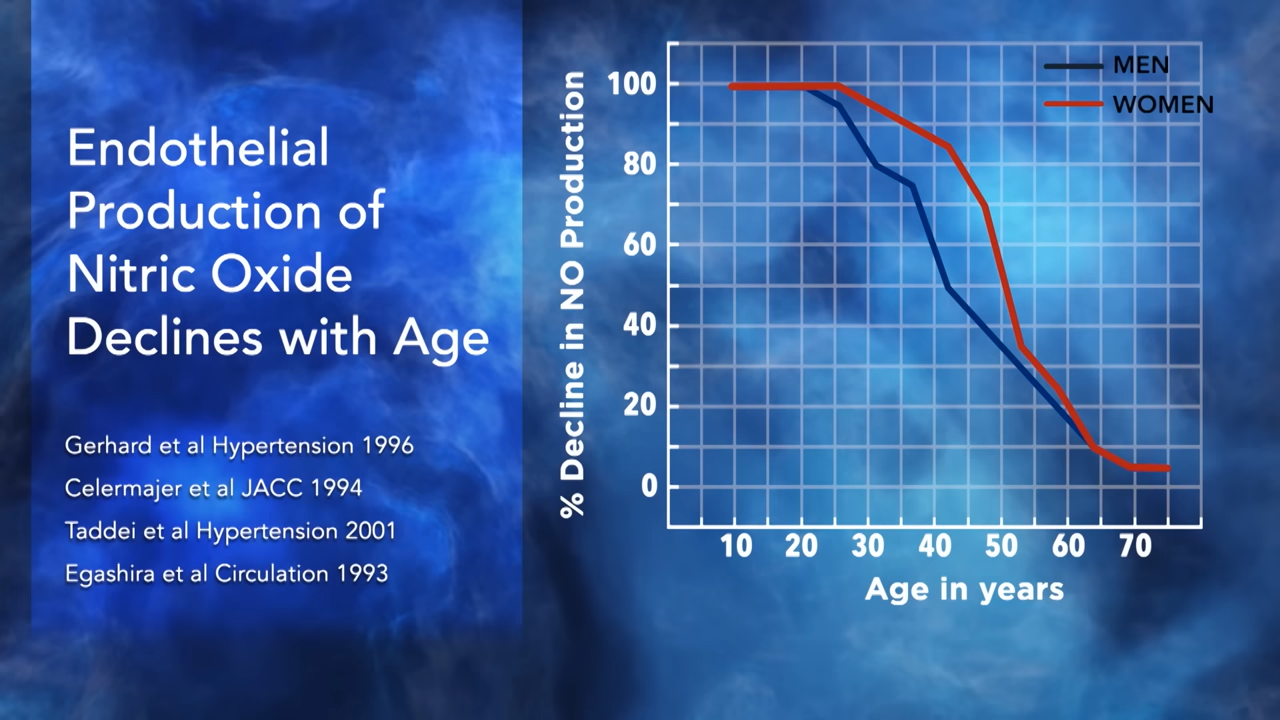 Endothelial
Production of
Nitric Oxide
Declines with Age
Gerhard et al Hypertension 1996
Celermajer et al JACC 1994
Taddei et al Hypertension 2001
Egashira et al Circulation 1993
% Decline in NO Production
100
80
60
40
20
0
MEN
WOMEN
10 20 30 40 50 60 70
Age in years